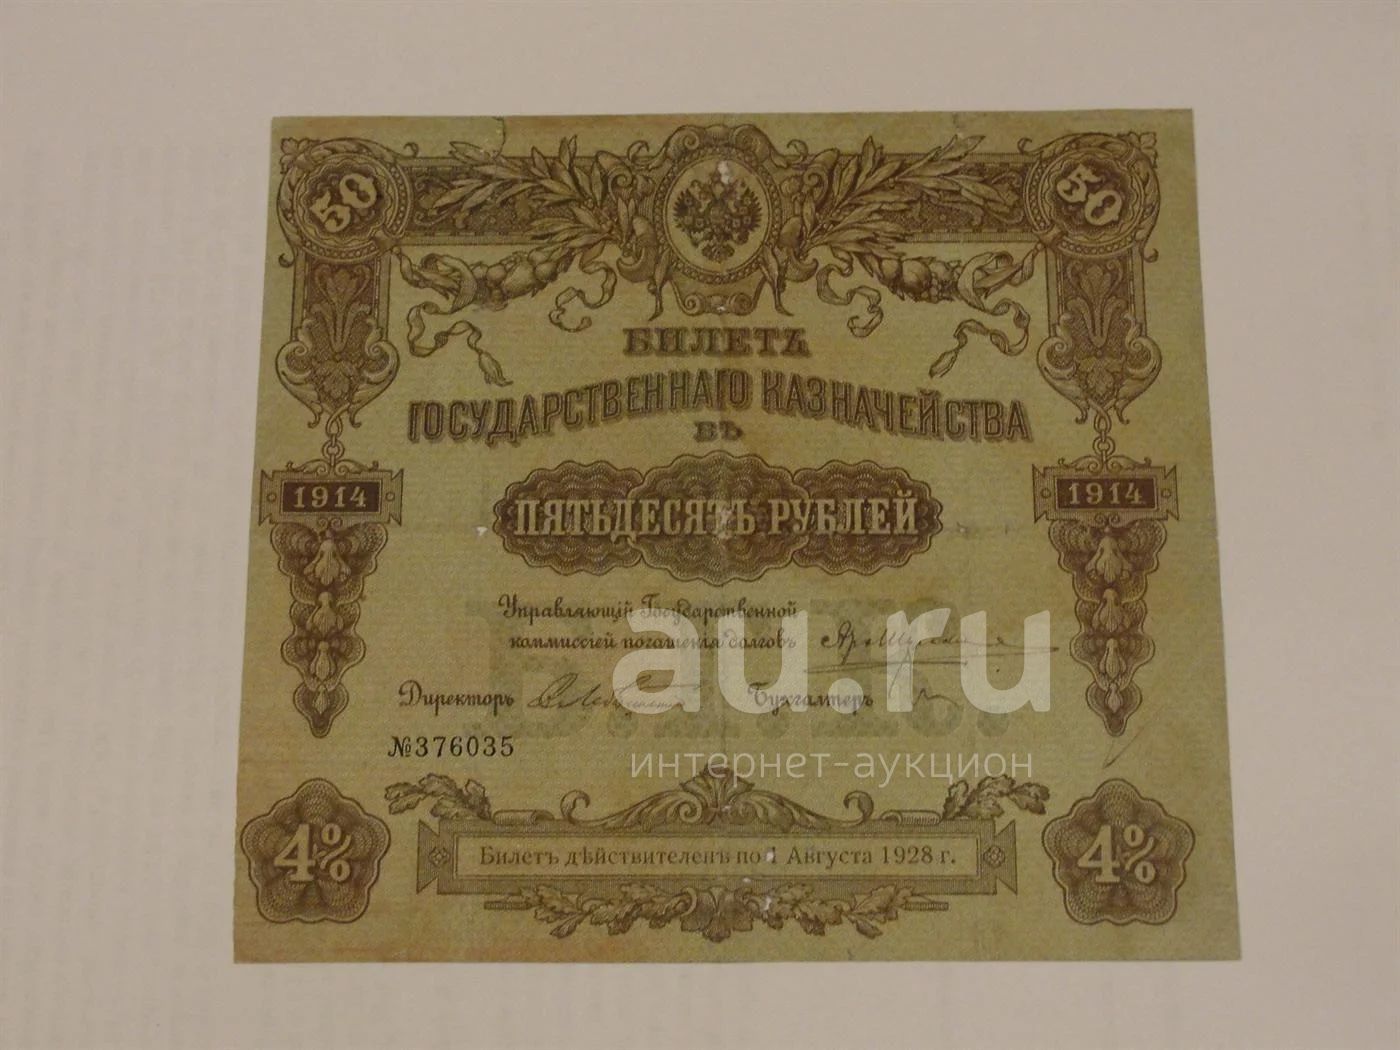 50 50
БИЛЕТЪ
ГОСУДАРСТВЕННАГО КАЗНАЧЕЙСТВА
ВЪ
1914 1914
ПЯТЬДЕСЯТЪ РУБЛЕЙ
Управляющій Государственной
коммиссіей погашенія долговъ
Директоръ Бухгалтеръ
au.ru
№376035
интернет-аукцион
4% 4%
Билетъ дѣйствителенъ по 1 Августа 1928 г.